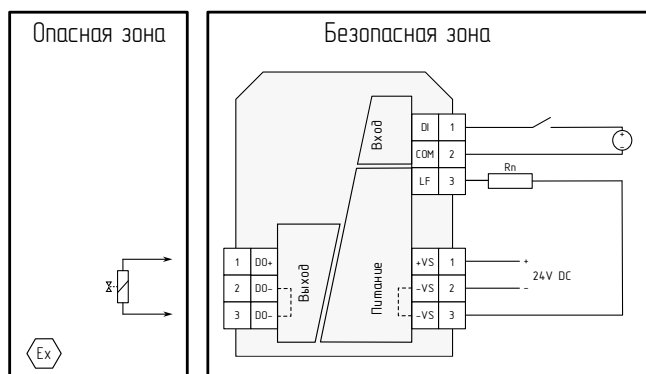 Опасная зона
Безопасная зона
Вход
DI 1
COM 2
LF 3
Rn
+
−
1 DO+
2 DO-
3 DO-
Выход
Питание
+VS 1
-VS 2
-VS 3
+
24V DC
−
Ex